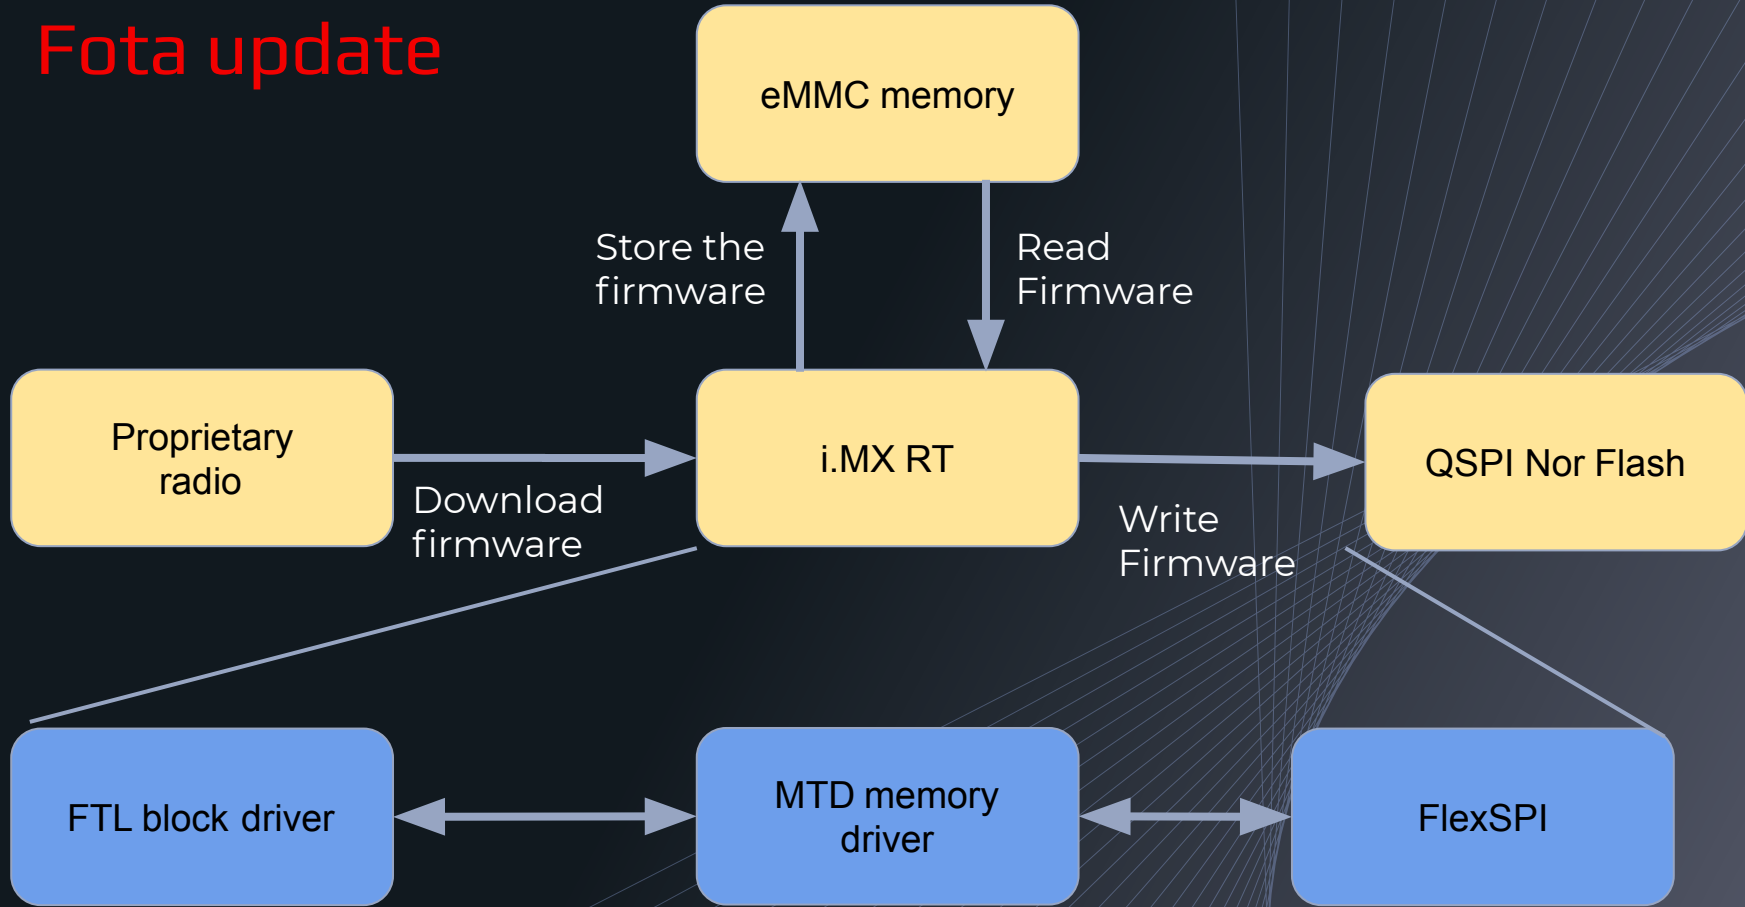 Fota update
eMMC memory
Store the
firmware
Read
Firmware
Proprietary
radio
Download
firmware
i.MX RT
Write
Firmware
QSPI Nor Flash
FTL block driver
MTD memory
driver
FlexSPI